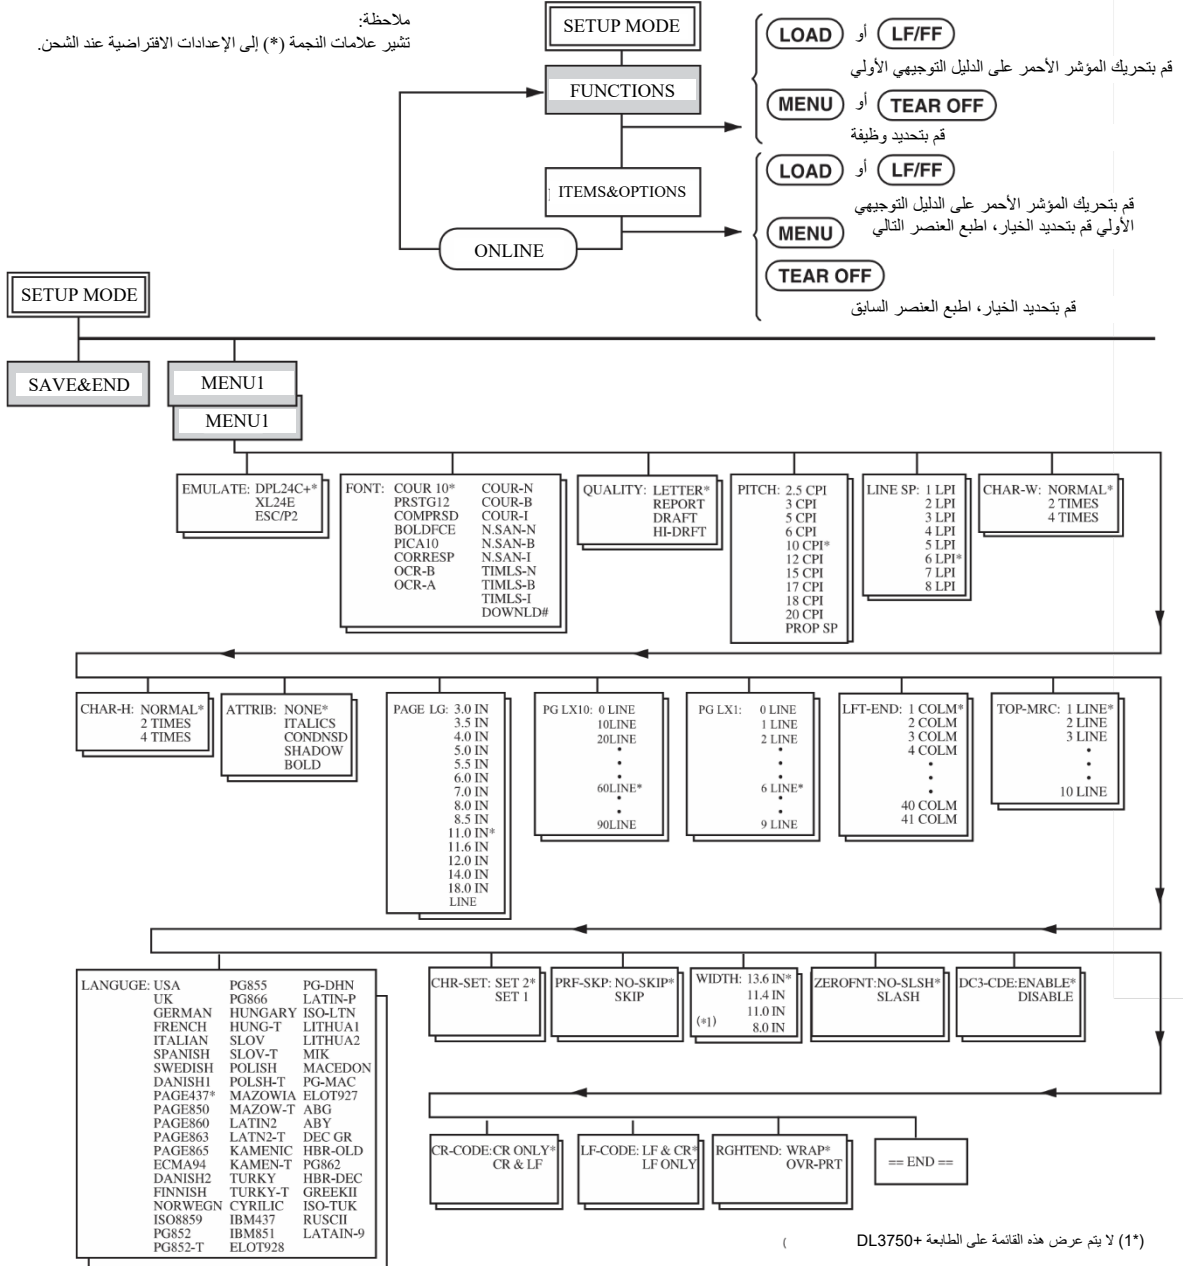 ملاحظة:
تشير علامات النجمة (*) إلى الإعدادات الافتراضية عند الشحن.
SETUP MODE
FUNCTIONS
ITEMS&OPTIONS
ONLINE
LOAD أو LF/FF
قم بتحريك المؤشر الأحمر على الدليل التوجيهي الأولي
MENU أو TEAR OFF
قم بتحديد وظيفة
LOAD أو LF/FF
قم بتحريك المؤشر الأحمر على الدليل التوجيهي
MENU الأولي قم بتحديد الخيار، اطبع العنصر التالي
TEAR OFF
قم بتحديد الخيار، اطبع العنصر السابق
SETUP MODE
SAVE&END
MENU1
MENU1
EMULATE: DPL24C+*
XL24E
ESC/P2
FONT: COUR 10* COUR-N
PRSTG12 COUR-B
COMPRSD COUR-I
BOLDFCE N.SAN-N
PICA10 N.SAN-B
CORRESP N.SAN-I
OCR-B TIMLS-N
OCR-A TIMLS-B
TIMLS-I
DOWNLD#
QUALITY: LETTER*
REPORT
DRAFT
HI-DRFT
PITCH: 2.5 CPI
3 CPI
5 CPI
6 CPI
10 CPI*
12 CPI
15 CPI
17 CPI
18 CPI
20 CPI
PROP SP
LINE SP: 1 LPI
2 LPI
3 LPI
4 LPI
5 LPI
6 LPI*
7 LPI
8 LPI
CHAR-W: NORMAL*
2 TIMES
4 TIMES
CHAR-H: NORMAL*
2 TIMES
4 TIMES
ATTRIB: NONE*
ITALICS
CONDNSD
SHADOW
BOLD
PAGE LG: 3.0 IN
3.5 IN
4.0 IN
5.0 IN
5.5 IN
6.0 IN
7.0 IN
8.0 IN
8.5 IN
11.0 IN*
11.6 IN
12.0 IN
14.0 IN
18.0 IN
LINE
PG LX10: 0 LINE
10LINE
20LINE
•
•
•
60LINE*
•
•
90LINE
PG LX1: 0 LINE
1 LINE
2 LINE
•
•
•
6 LINE*
•
•
9 LINE
LFT-END: 1 COLM*
2 COLM
3 COLM
4 COLM
•
•
•
40 COLM
41 COLM
TOP-MRC: 1 LINE*
2 LINE
3 LINE
•
•
•
10 LINE
LANGUGE: USA PG855 PG-DHN
UK PG866 LATIN-P
GERMAN HUNGARY ISO-LTN
FRENCH HUNG-T LITHUA1
ITALIAN SLOV LITHUA2
SPANISH SLOV-T MIK
SWEDISH POLISH MACEDON
DANISH1 POLSH-T PG-MAC
PAGE437* MAZOWIA ELOT927
PAGE850 MAZOW-T ABG
PAGE860 LATIN2 ABY
PAGE863 LATN2-T DEC GR
PAGE865 KAMENIC HBR-OLD
ECMA94 KAMEN-T PG862
DANISH2 TURKY HBR-DEC
FINNISH TURKY-T GREEKII
NORWEGN CYRILIC ISO-TUK
ISO8859 IBM437 RUSCII
PG852 IBM851 LATAIN-9
PG852-T ELOT928
CHR-SET: SET 2*
SET 1
PRF-SKP: NO-SKIP*
SKIP
WIDTH: 13.6 IN*
11.4 IN
11.0 IN
(*1) 8.0 IN
ZEROFNT:NO-SLSH*
SLASH
DC3-CDE:ENABLE*
DISABLE
CR-CODE:CR ONLY*
CR & LF
LF-CODE: LF & CR*
LF ONLY
RGHTEND: WRAP*
OVR-PRT
== END ==
(*1) لا يتم عرض هذه القائمة على الطابعة DL3750+
(